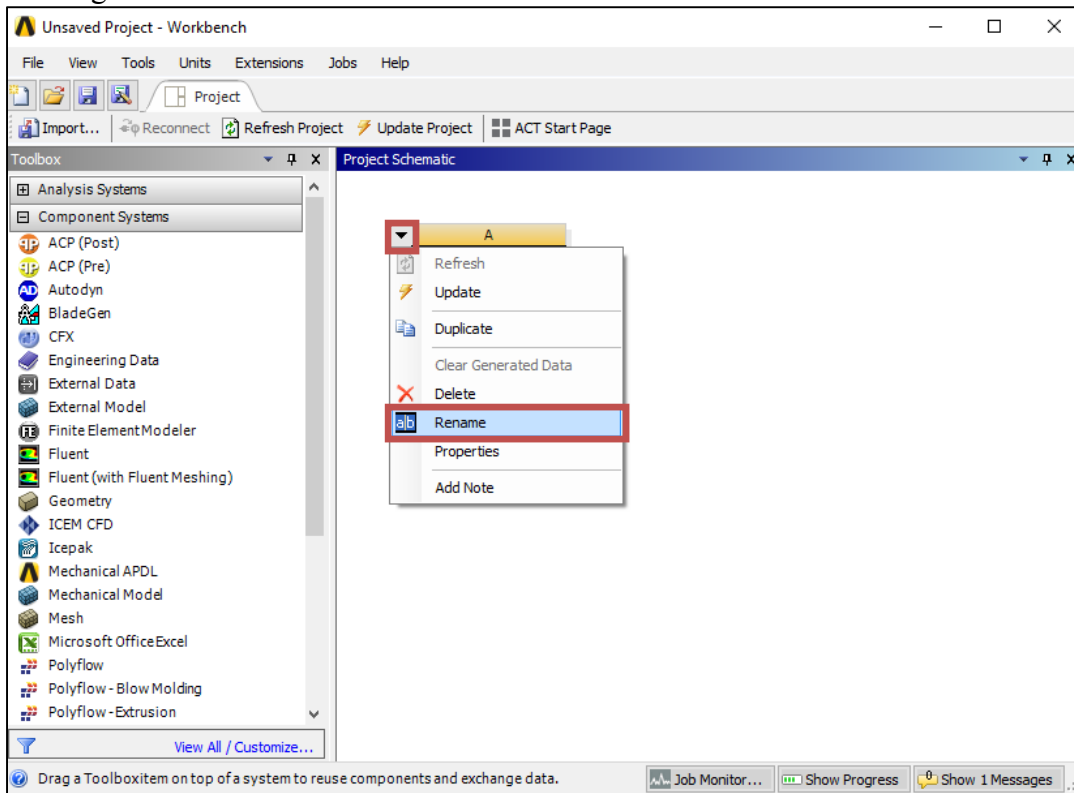 Unsaved Project - Workbench
File View Tools Units Extensions Jobs Help
Project
Import... Reconnect Refresh Project Update Project ACT Start Page
Toolbox
Project Schematic
Analysis Systems
Component Systems
ACP (Post)
ACP (Pre)
Autodyn
BladeGen
CFX
Engineering Data
External Data
External Model
Finite Element Modeler
Fluent
Fluent (with Fluent Meshing)
Geometry
ICEM CFD
Icepak
Mechanical APDL
Mechanical Model
Mesh
Microsoft Office Excel
Polyflow
Polyflow - Blow Molding
Polyflow - Extrusion
View All / Customize...
A
Refresh
Update
Duplicate
Clear Generated Data
Delete
a|b Rename
Properties
Add Note
Drag a Toolbox item on top of a system to reuse components and exchange data.
Job Monitor... Show Progress Show 1 Messages